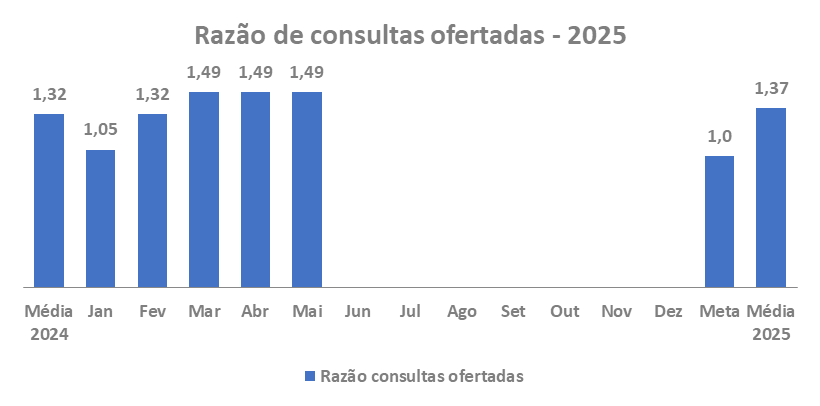 Razão de consultas ofertadas - 2025
1,32
1,05
1,32
1,49
1,49
1,49
1,0
1,37
Média 2024
Jan
Fev
Mar
Abr
Mai
Jun
Jul
Ago
Set
Out
Nov
Dez
Meta
Média 2025
Razão consultas ofertadas